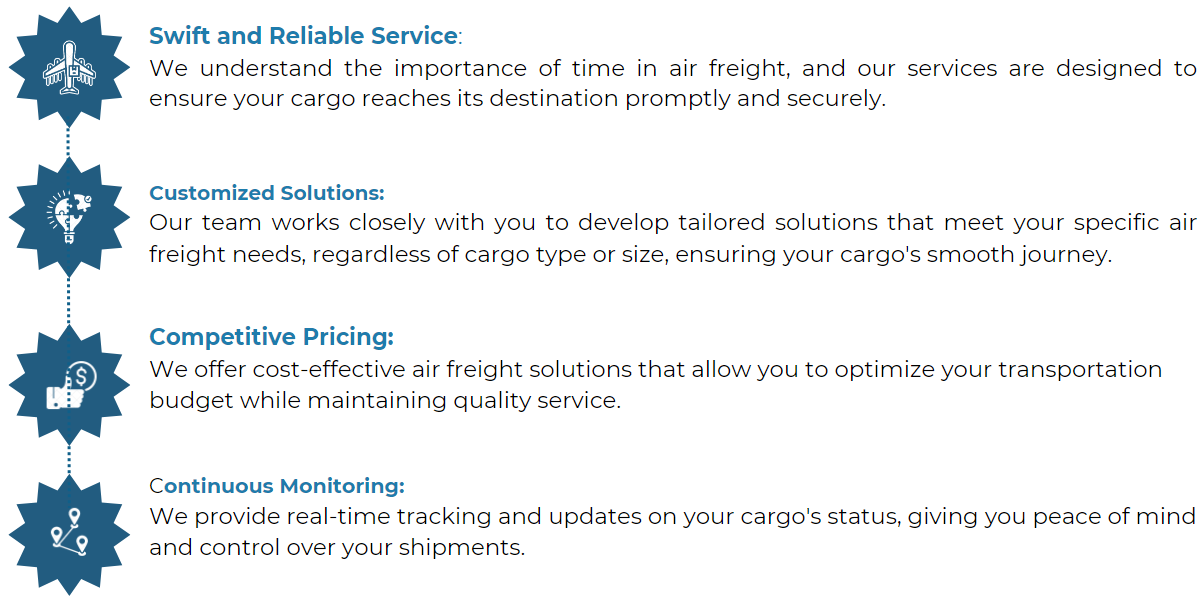 Swift and Reliable Service:
We understand the importance of time in air freight, and our services are designed to
ensure your cargo reaches its destination promptly and securely.
Customized Solutions:
Our team works closely with you to develop tailored solutions that meet your specific air
freight needs, regardless of cargo type or size, ensuring your cargo's smooth journey.
Competitive Pricing:
We offer cost-effective air freight solutions that allow you to optimize your transportation
budget while maintaining quality service.
Continuous Monitoring:
We provide real-time tracking and updates on your cargo's status, giving you peace of mind
and control over your shipments.